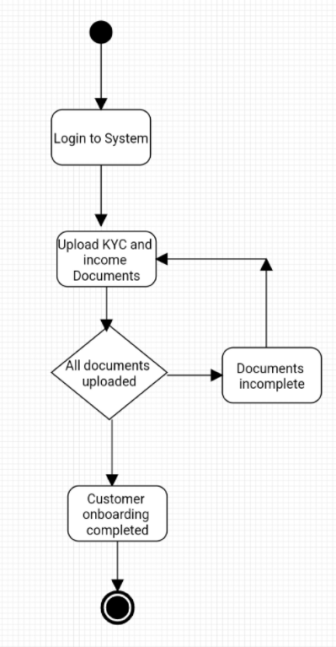 Login to System
Upload KYC and
income
Documents
All documents
uploaded
Documents
incomplete
Customer
onboarding
completed